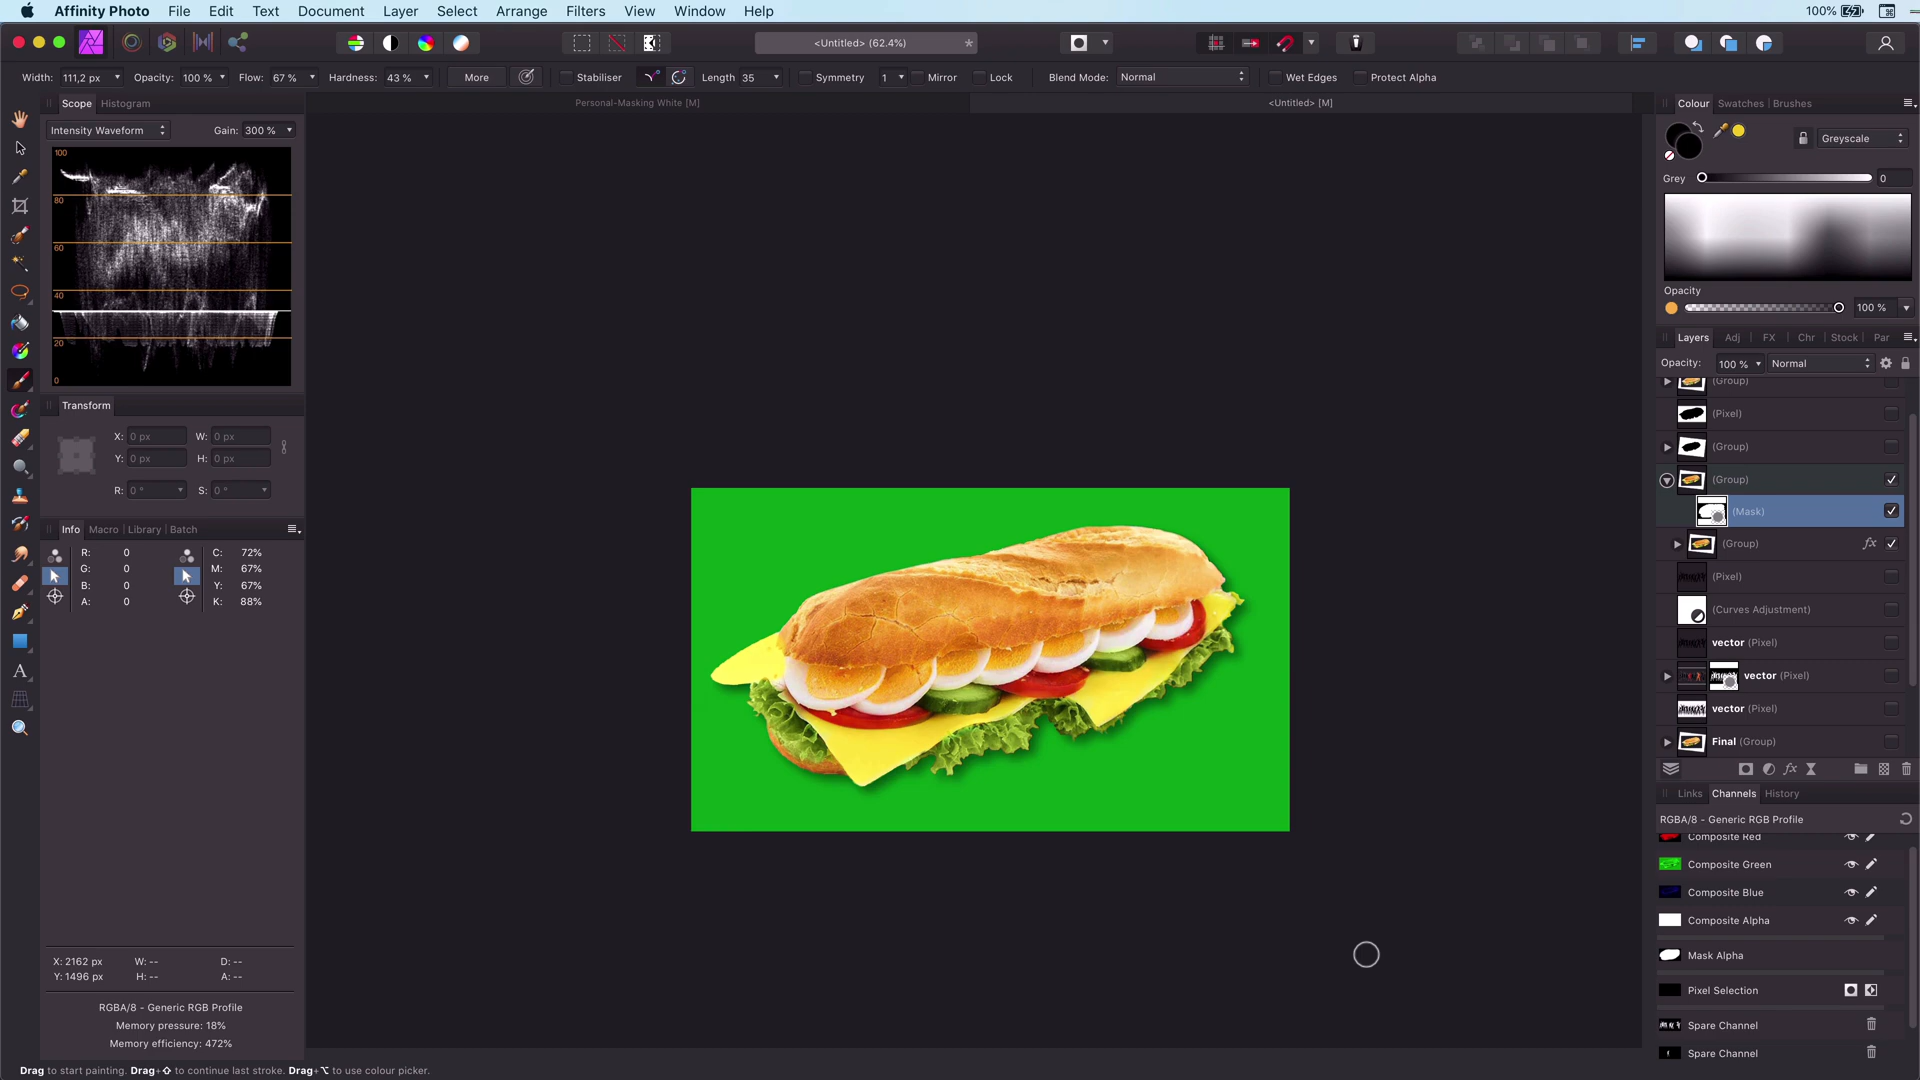 Affinity Photo File Edit Text Document Layer Select Arrange Filters View Window Help 100%
<Untitled> (62.4%) *
Width: 111,2 px Opacity: 100 % Flow: 67 % Hardness: 43 % More Stabiliser Length 35 Symmetry 1 Mirror Lock Blend Mode: Normal Wet Edges Protect Alpha
Personal-Masking White [M] <Untitled> [M]
Scope Histogram
Intensity Waveform Gain: 300 %
100
80
60
40
20
0
Transform
X: 0 px W: 0 px
Y: 0 px H: 0 px
R: 0 ° S: 0 °
Info Macro Library Batch
R: 0 C: 72%
G: 0 M: 67%
B: 0 Y: 67%
A: 0 K: 88%
X: 2162 px W: -- D: --
Y: 1496 px H: -- A: --
RGBA/8 - Generic RGB Profile
Memory pressure: 18%
Memory efficiency: 472%
Drag to start painting. Drag+⇧ to continue last stroke. Drag+⌥ to use colour picker.
Colour Swatches Brushes
Greyscale
Grey 0
Opacity
100 %
Layers Adj FX Chr Stock Par
Opacity: 100 % Normal
(Group)
(Pixel)
(Group)
(Group)
(Mask)
(Group) fx
(Pixel)
(Curves Adjustment)
vector (Pixel)
vector (Pixel)
vector (Pixel)
Final (Group)
fx
Links Channels History
RGBA/8 - Generic RGB Profile
Composite Red
Composite Green
Composite Blue
Composite Alpha
Mask Alpha
Pixel Selection
Spare Channel
Spare Channel